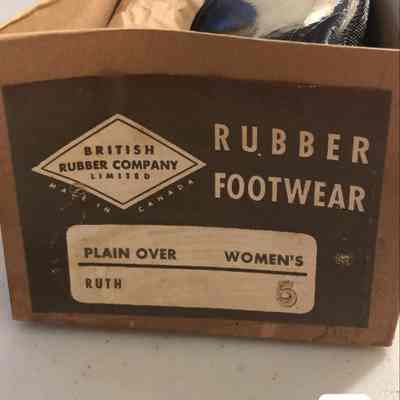 BRITISH
RUBBER COMPANY
LIMITED
MADE IN CANADA
RUBBER
FOOTWEAR
PLAIN OVER WOMEN'S
RUTH 5